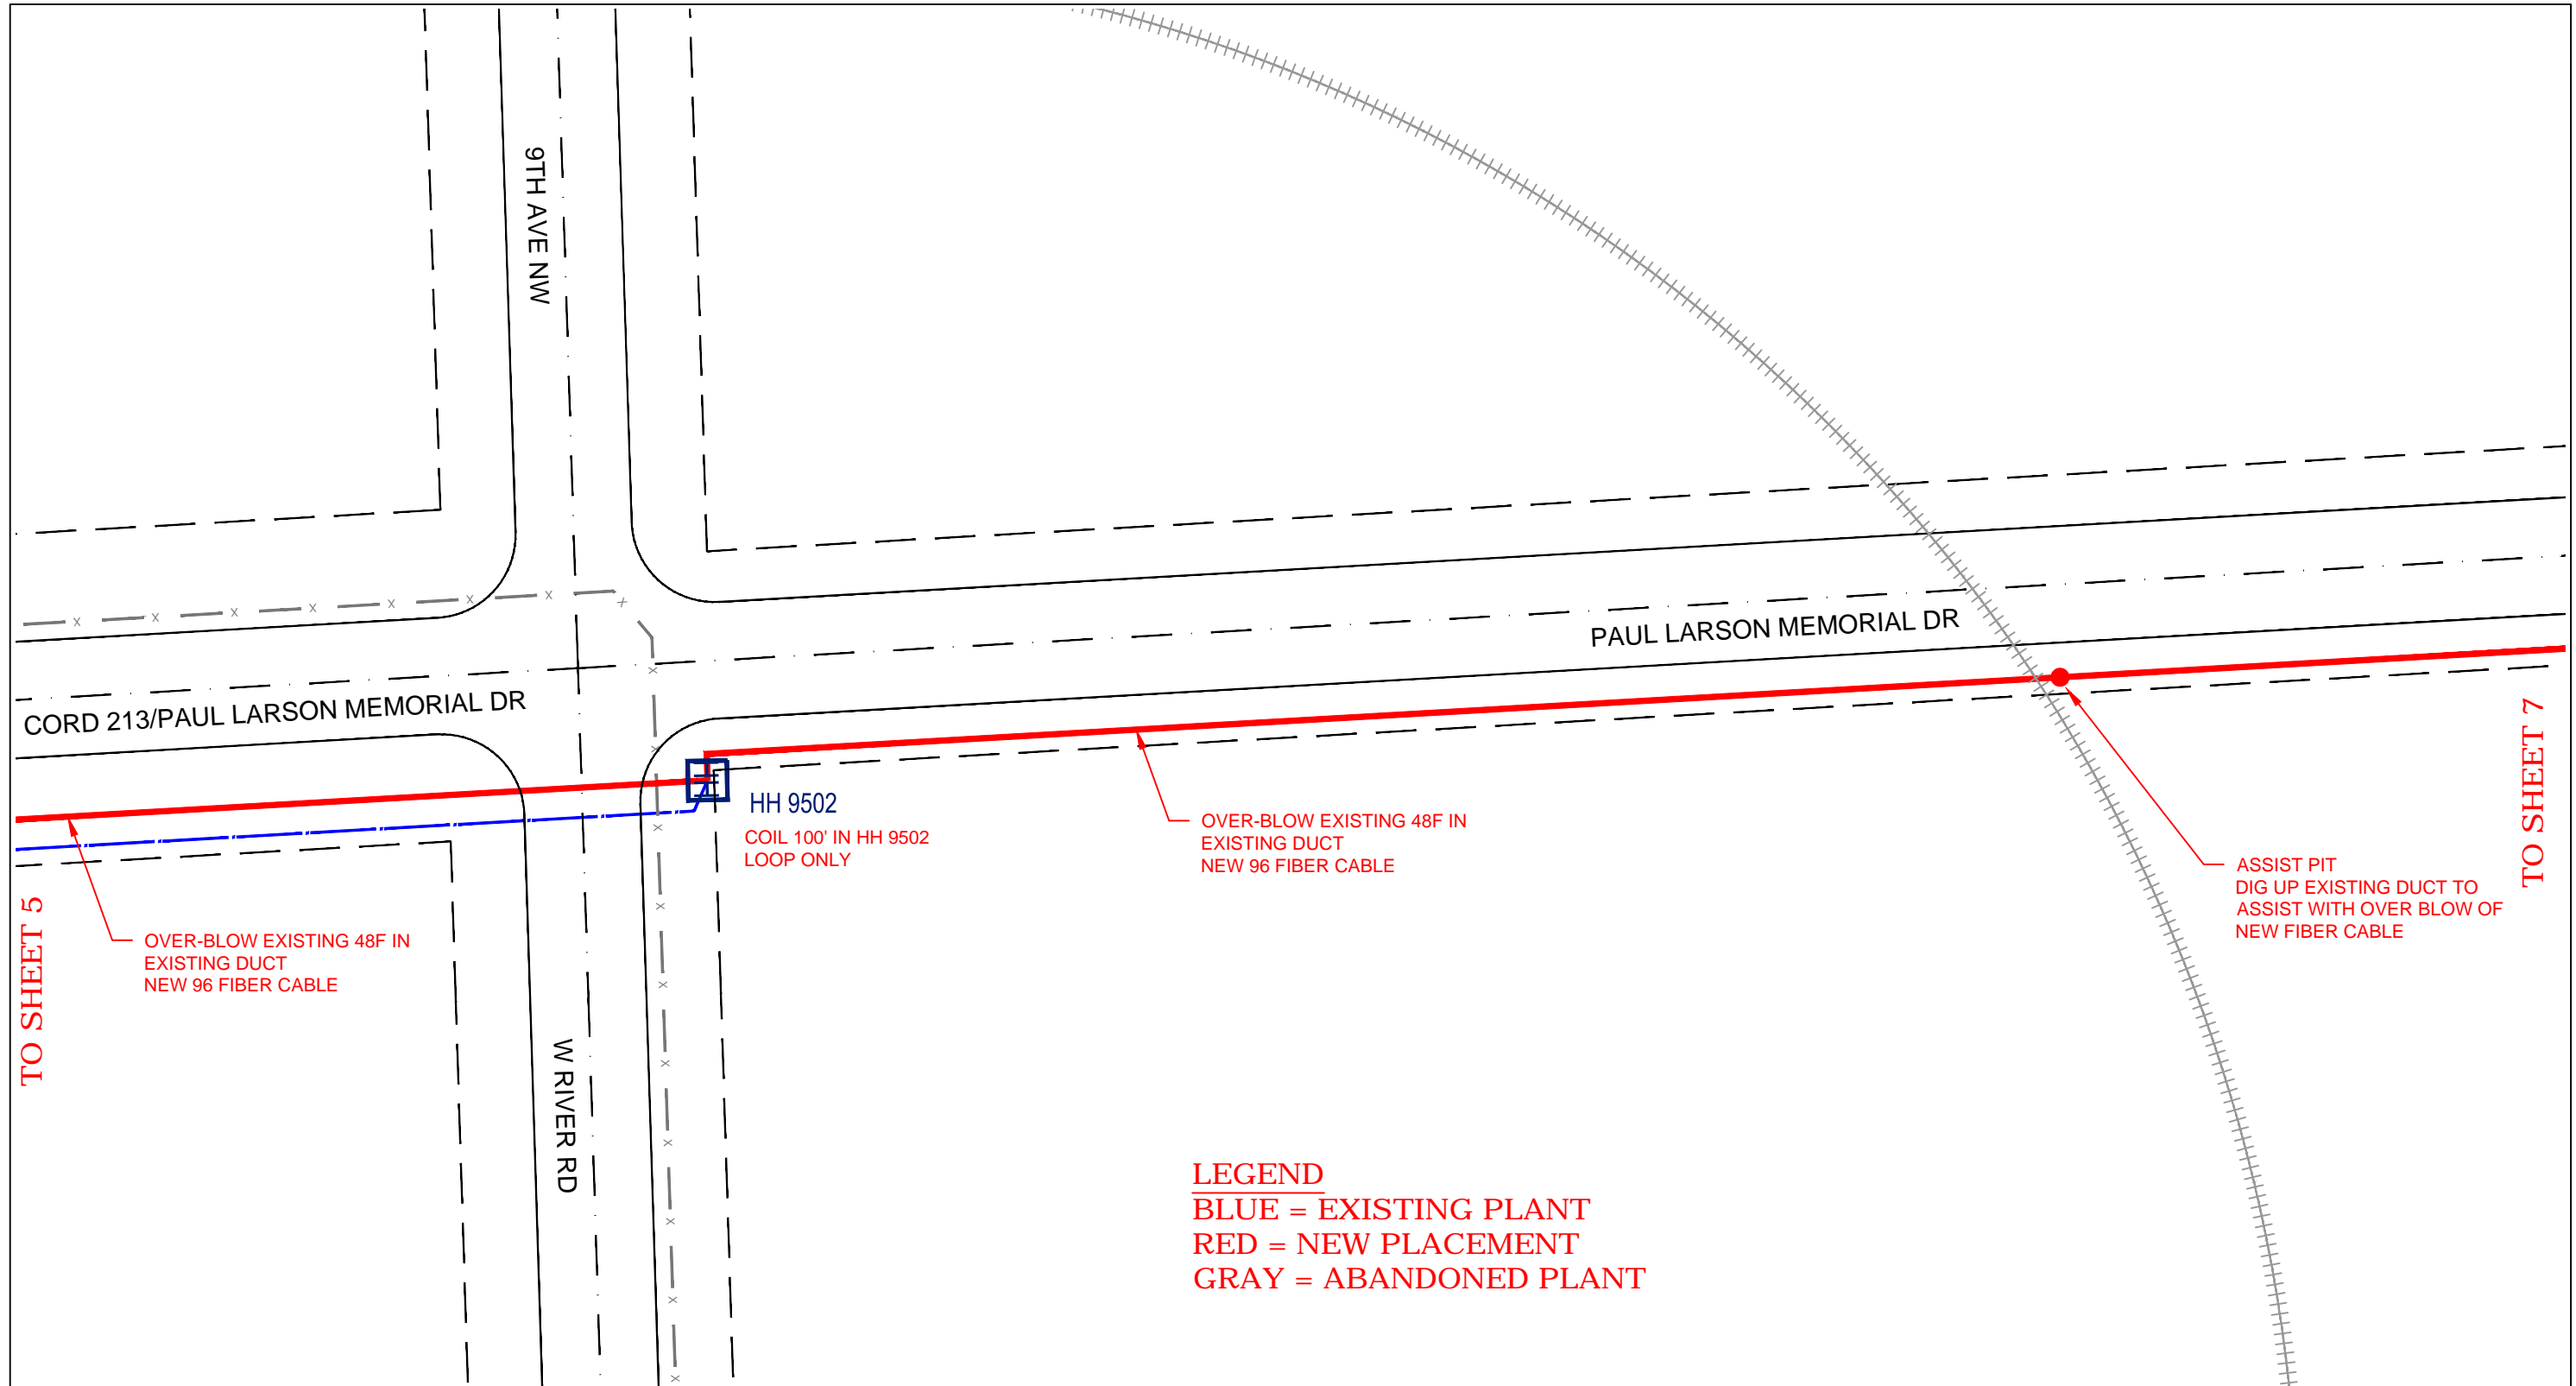 9TH AVE NW
PAUL LARSON MEMORIAL DR
CORD 213/PAUL LARSON MEMORIAL DR
HH 9502
COIL 100' IN HH 9502
LOOP ONLY
OVER-BLOW EXISTING 48F IN
EXISTING DUCT
NEW 96 FIBER CABLE
TO SHEET 7
ASSIST PIT
DIG UP EXISTING DUCT TO
ASSIST WITH OVER BLOW OF
NEW FIBER CABLE
TO SHEET 5
OVER-BLOW EXISTING 48F IN
EXISTING DUCT
NEW 96 FIBER CABLE
W RIVER RD
LEGEND
BLUE = EXISTING PLANT
RED = NEW PLACEMENT
GRAY = ABANDONED PLANT